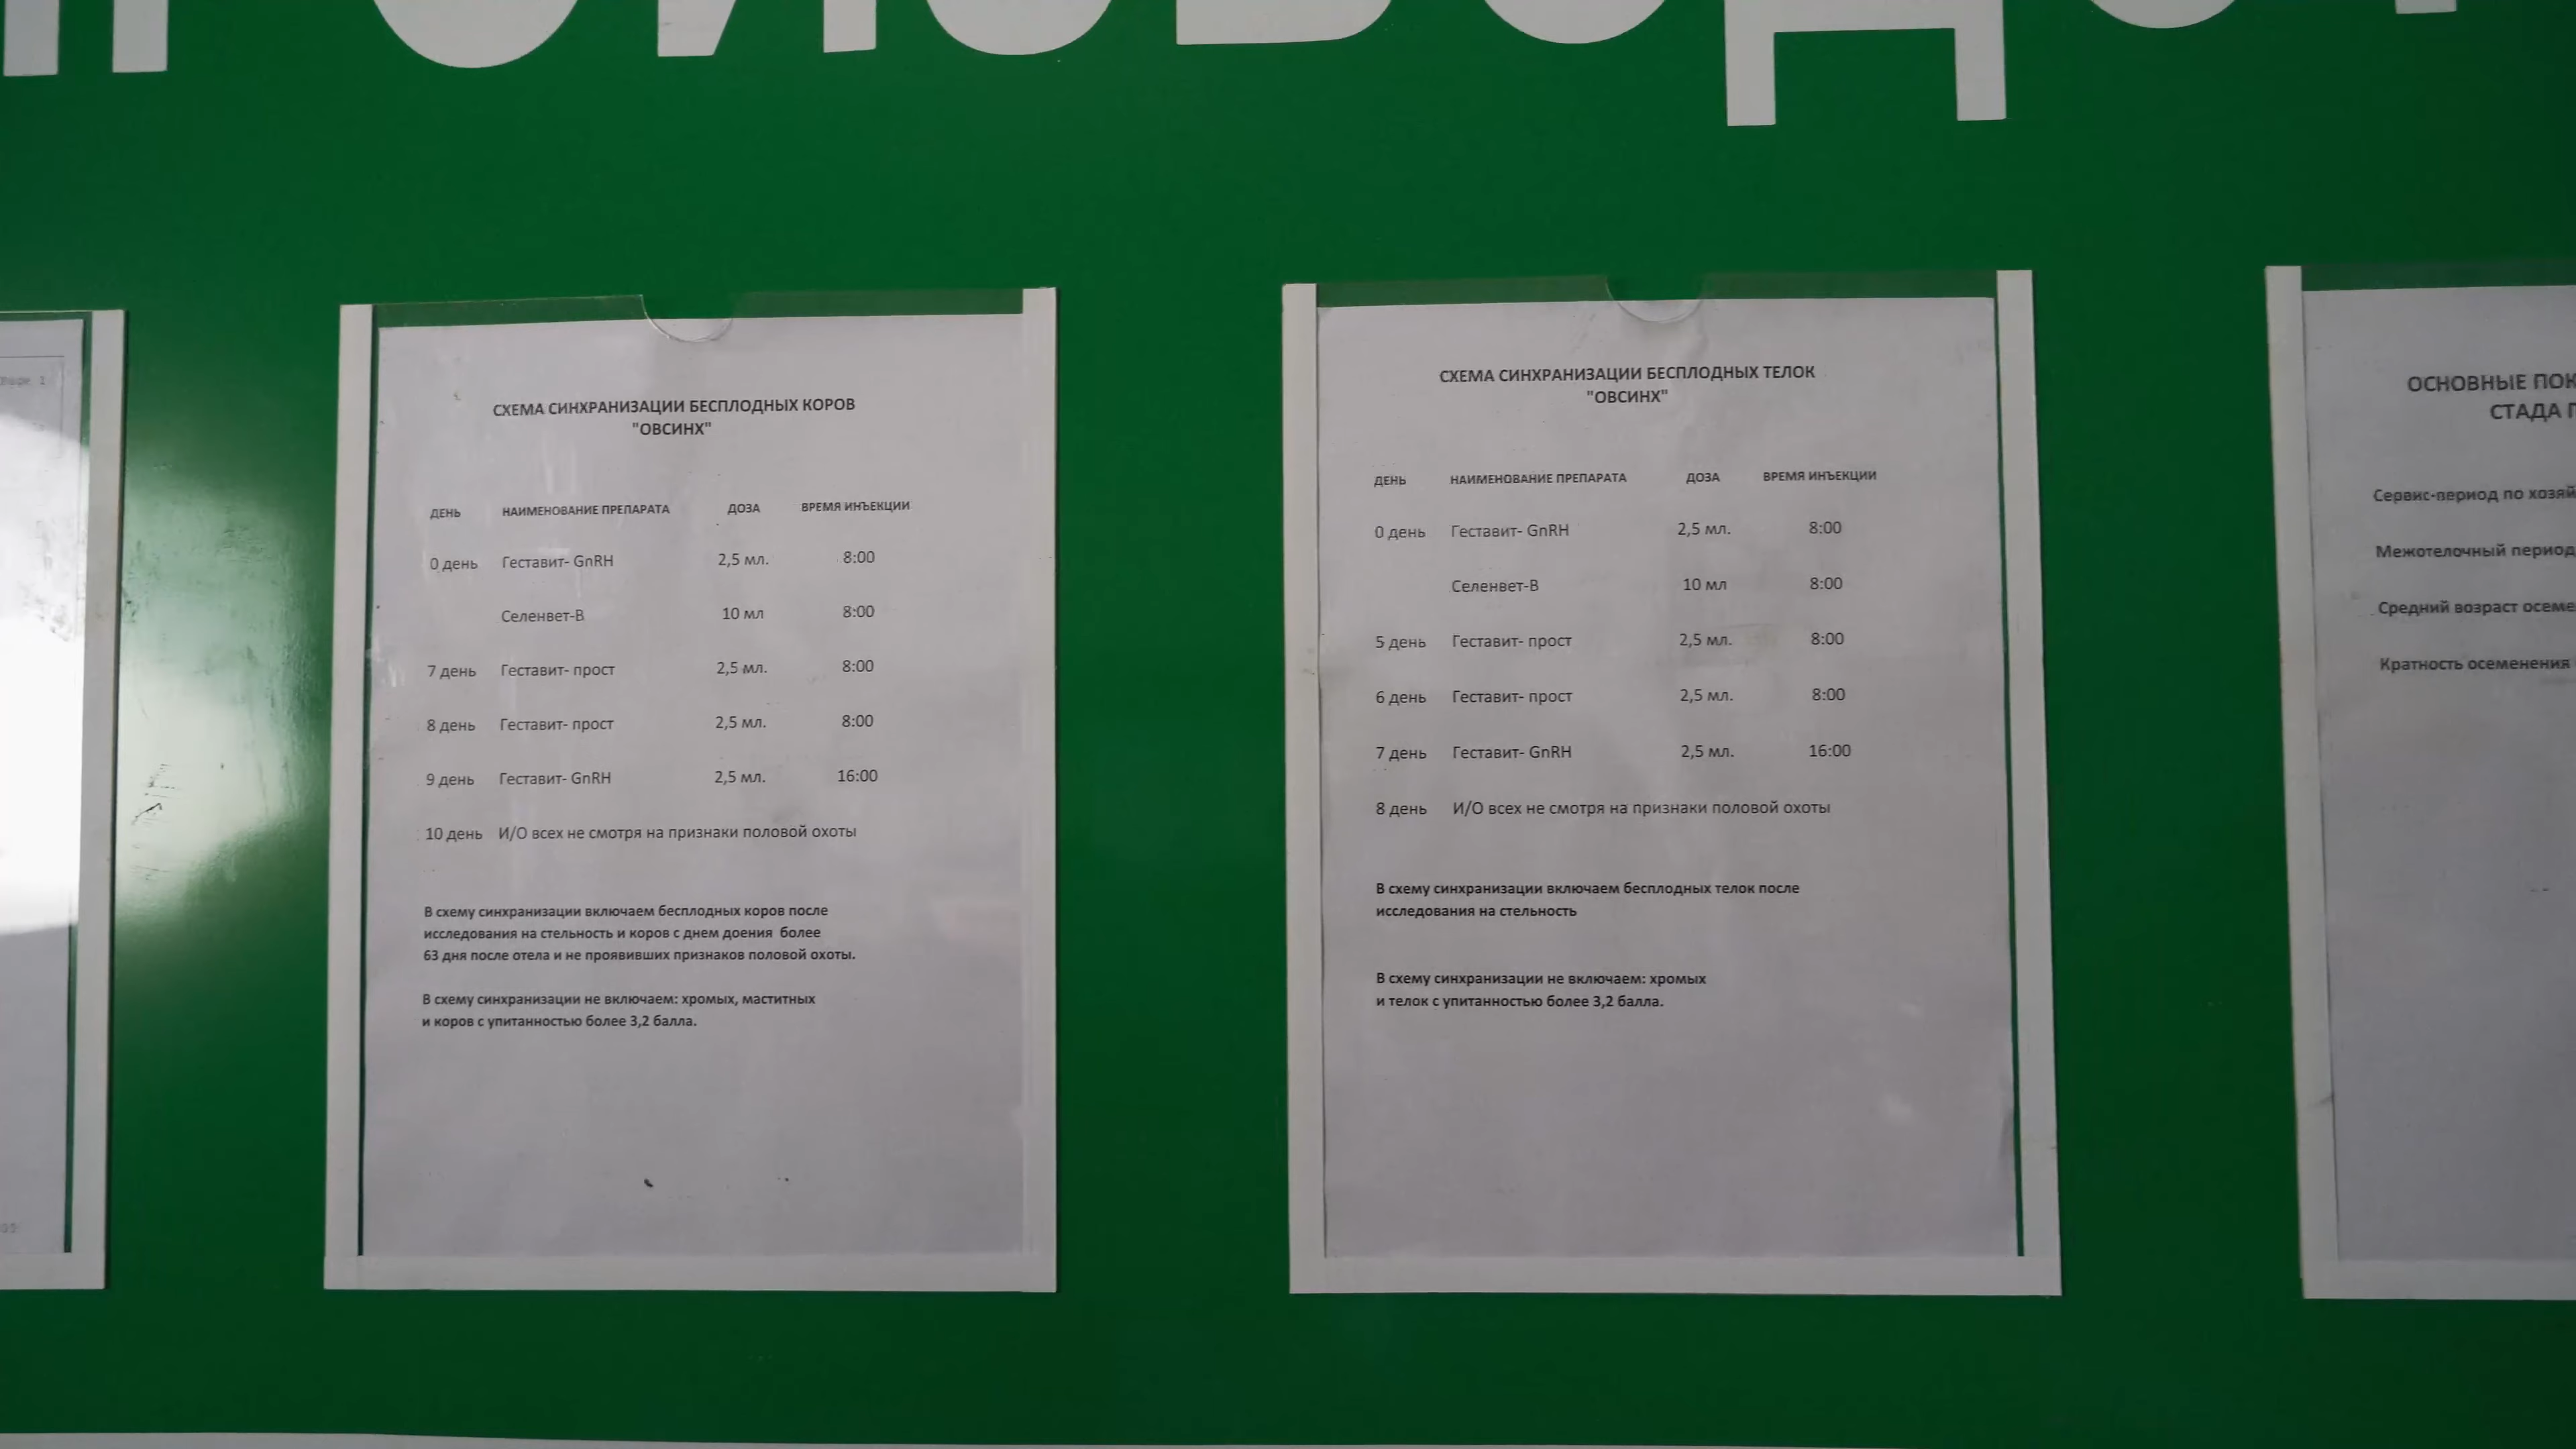 СХЕМА СИНХРАНИЗАЦИИ БЕСПЛОДНЫХ КОРОВ
"ОВСИНХ"
ДЕНЬ НАИМЕНОВАНИЕ ПРЕПАРАТА ДОЗА ВРЕМЯ ИНЪЕКЦИИ
0 день Геставит- GnRH 2,5 мл. 8:00
Селенвет-В 10 мл 8:00
7 день Геставит- прост 2,5 мл. 8:00
8 день Геставит- прост 2,5 мл. 8:00
9 день Геставит- GnRH 2,5 мл. 16:00
10 день И/О всех не смотря на признаки половой охоты
В схему синхронизации включаем бесплодных коров после
исследования на стельность и коров с днем доения более
63 дня после отела и не проявивших признаков половой охоты.
В схему синхронизации не включаем: хромых, маститных
и коров с упитанностью более 3,2 балла.
СХЕМА СИНХРАНИЗАЦИИ БЕСПЛОДНЫХ ТЕЛОК
"ОВСИНХ"
ДЕНЬ НАИМЕНОВАНИЕ ПРЕПАРАТА ДОЗА ВРЕМЯ ИНЪЕКЦИИ
0 день Геставит- GnRH 2,5 мл. 8:00
Селенвет-В 10 мл 8:00
5 день Геставит- прост 2,5 мл. 8:00
6 день Геставит- прост 2,5 мл. 8:00
7 день Геставит- GnRH 2,5 мл. 16:00
8 день И/О всех не смотря на признаки половой охоты
В схему синхронизации включаем бесплодных телок после
исследования на стельность
В схему синхронизации не включаем: хромых
и телок с упитанностью более 3,2 балла.
ОСНОВНЫЕ
СТАДА
Сервис-период по
Межотелочный период
Средний возраст
Кратность осеменения